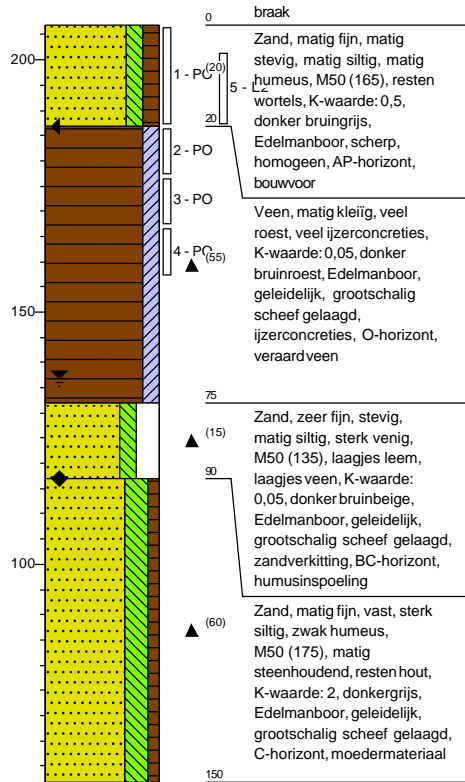 0
braak
200
(20)
1 - PO
5 -
20
Zand, matig fijn, matig
stevig, matig siltig, matig
humeus, M50 (165), resten
wortels, K-waarde: 0,5,
donker bruingrijs,
Edelmanboor, scherp,
homogeen, AP-horizont,
bouwvoor
2 - PO
3 - PO
4 - PO
(55)
150
Veen, matig kleiïg, veel
roest, veel ijzerconcreties,
K-waarde: 0,05, donker
bruinroest, Edelmanboor,
geleidelijk, grootschalig
scheef gelaagd,
ijzerconcreties, O-horizont,
veraard veen
75
(15)
90
Zand, zeer fijn, stevig,
matig siltig, sterk venig,
M50 (135), laagjes leem,
laagjes veen, K-waarde:
0,05, donker bruinbeige,
Edelmanboor, geleidelijk,
grootschalig scheef gelaagd,
zandverkitting, BC-horizont,
humusinspoeling
100
(60)
Zand, matig fijn, vast, sterk
siltig, zwak humeus,
M50 (175), matig
steenhoudend, resten hout,
K-waarde: 2, donkergrijs,
Edelmanboor, geleidelijk,
grootschalig scheef gelaagd,
C-horizont, moedermateriaal
150